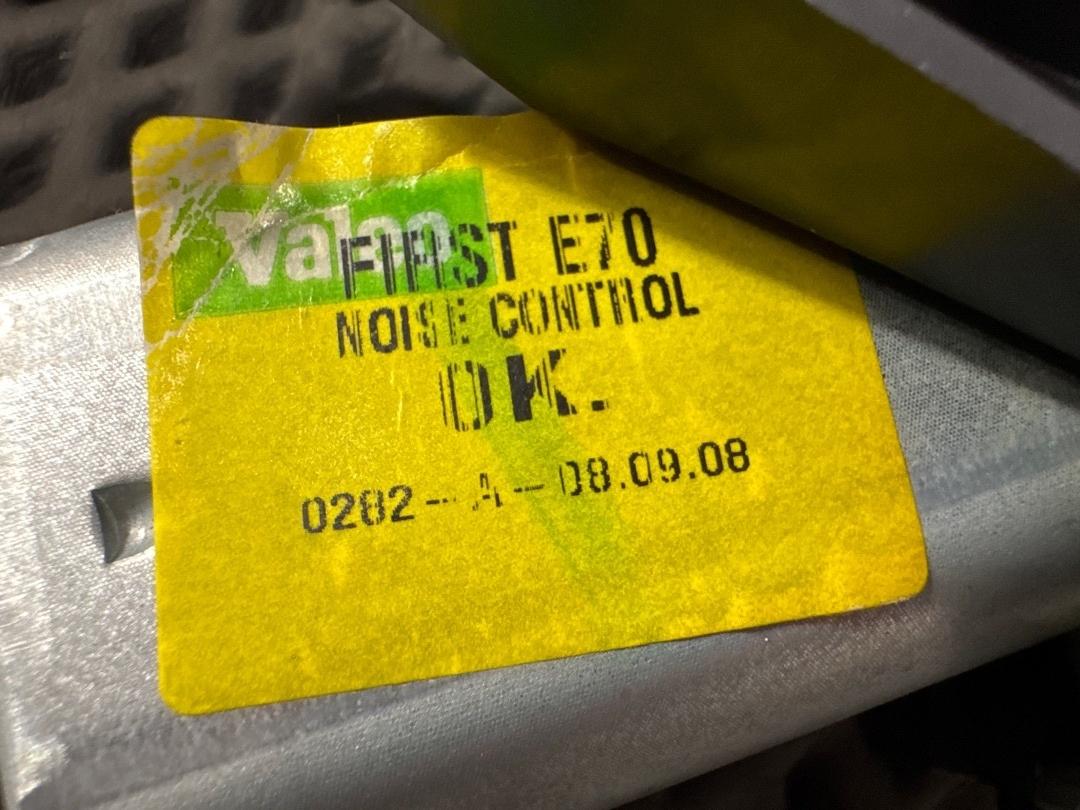 Valeo
FIRST E70
NOISE CONTROL
OK.
0282-A-08.09.08